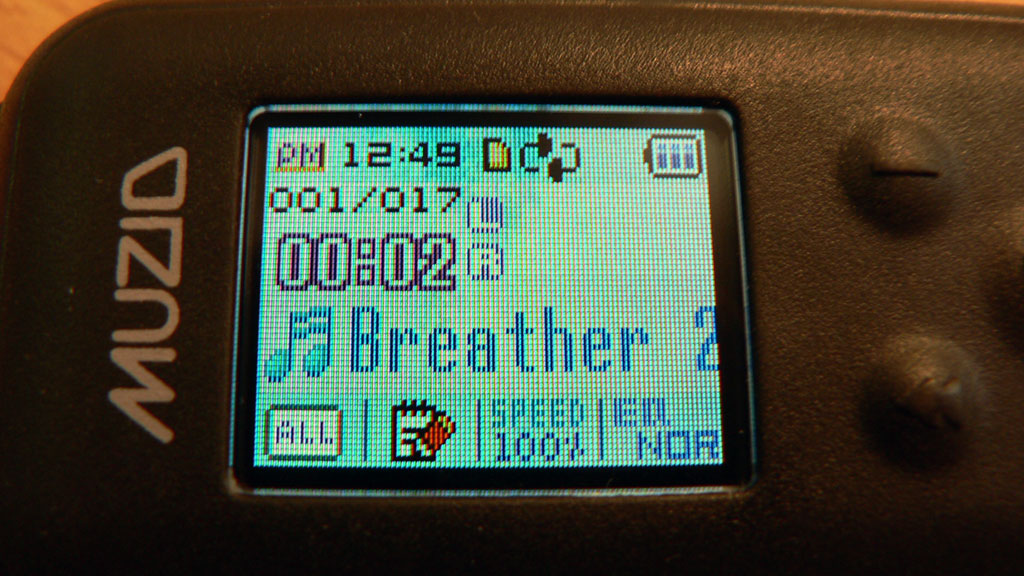 MUZIO
PM 12:49
001/017
00:02
R
Breather 2
ALL
SPEED
100%
EQ
NOR